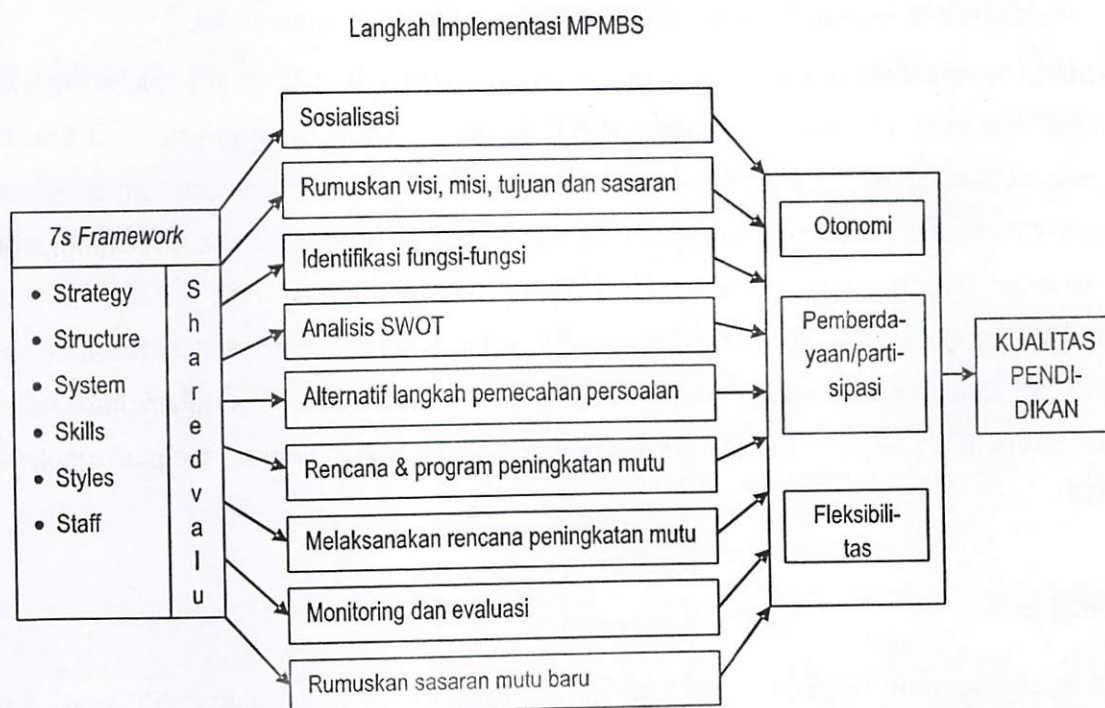 Langkah Implementasi MPMBS
7s Framework
• Strategy
• Structure
• System
• Skills
• Styles
• Staff
S
h
a
r
e
d
v
a
l
u
Sosialisasi
Rumuskan visi, misi, tujuan dan sasaran
Identifikasi fungsi-fungsi
Analisis SWOT
Alternatif langkah pemecahan persoalan
Rencana & program peningkatan mutu
Melaksanakan rencana peningkatan mutu
Monitoring dan evaluasi
Rumuskan sasaran mutu baru
Otonomi
Pemberda-
yaan/parti-
sipasi
Fleksibili-
tas
KUALITAS
PENDI-
DIKAN